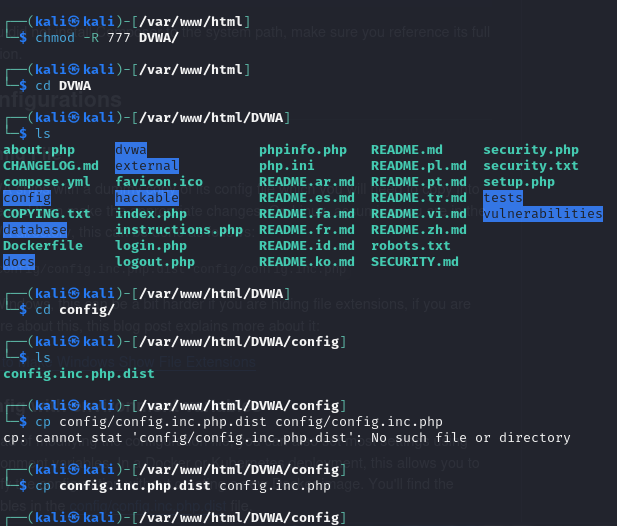 ┌──(kali㉿kali)-[/var/www/html]
└─$ chmod -R 777 DVWA/
┌──(kali㉿kali)-[/var/www/html]
└─$ cd DVWA
┌──(kali㉿kali)-[/var/www/html/DVWA]
└─$ ls
about.php dvwa phpinfo.php README.md security.php
CHANGELOG.md external php.ini README.pl.md security.txt
compose.yml favicon.ico README.ar.md README.pt.md setup.php
config hackable README.es.md README.tr.md tests
COPYING.txt index.php README.fa.md README.vi.md vulnerabilities
database instructions.php README.fr.md README.zh.md
Dockerfile login.php README.id.md robots.txt
docs logout.php README.ko.md SECURITY.md
┌──(kali㉿kali)-[/var/www/html/DVWA]
└─$ cd config/
┌──(kali㉿kali)-[/var/www/html/DVWA/config]
└─$ ls
config.inc.php.dist
┌──(kali㉿kali)-[/var/www/html/DVWA/config]
└─$ cp config/config.inc.php.dist config/config.inc.php
cp: cannot stat 'config/config.inc.php.dist': No such file or directory
┌──(kali㉿kali)-[/var/www/html/DVWA/config]
└─$ cp config.inc.php.dist config.inc.php
┌──(kali㉿kali)-[/var/www/html/DVWA/config]